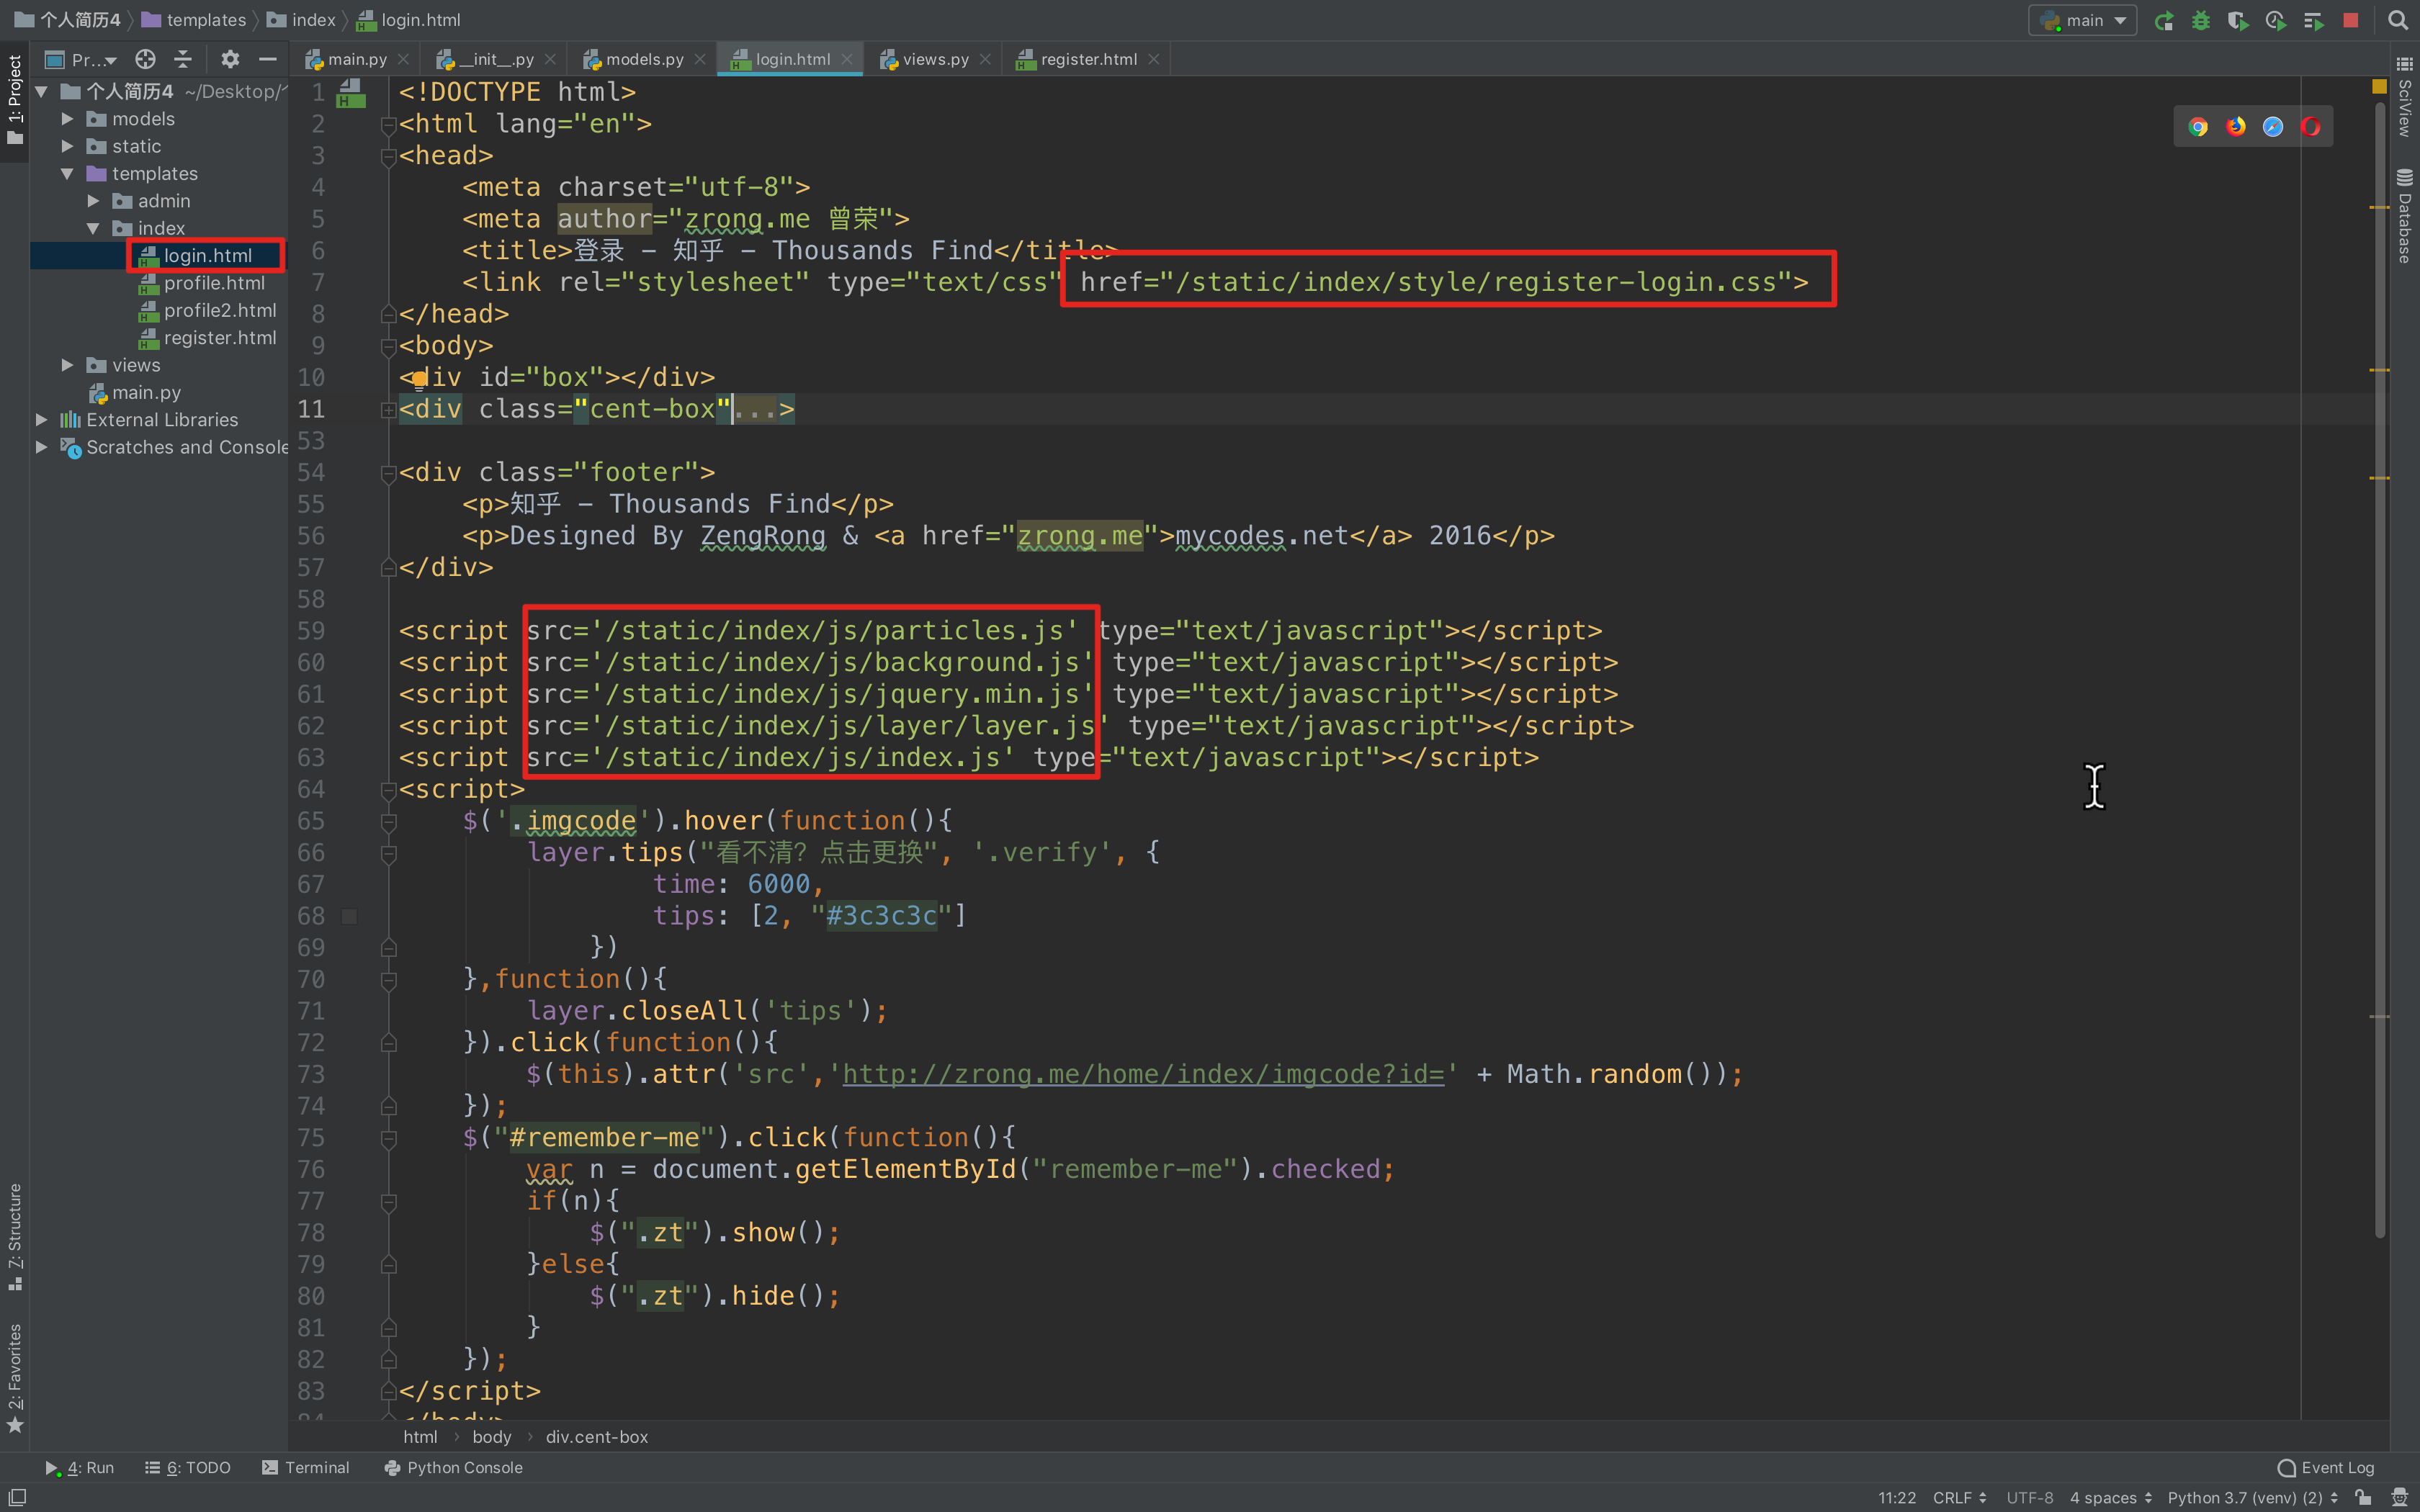 个人简历4 templates index login.html
main
Pr...
main.py __init__.py models.py login.html views.py register.html
1: Project
个人简历4 ~/Desktop/
models
static
templates
admin
index
login.html
profile.html
profile2.html
register.html
views
main.py
External Libraries
Scratches and Console
7: Structure
2: Favorites
1 <!DOCTYPE html>
2 <html lang="en">
3 <head>
4 <meta charset="utf-8">
5 <meta author="zrong.me 曾荣">
6 <title>登录 - 知乎 - Thousands Find</title>
7 <link rel="stylesheet" type="text/css" href="/static/index/style/register-login.css">
8 </head>
9 <body>
10 <div id="box"></div>
11 <div class="cent-box"...>
53
54 <div class="footer">
55 <p>知乎 - Thousands Find</p>
56 <p>Designed By ZengRong & <a href="zrong.me">mycodes.net</a> 2016</p>
57 </div>
58
59 <script src='/static/index/js/particles.js' type="text/javascript"></script>
60 <script src='/static/index/js/background.js' type="text/javascript"></script>
61 <script src='/static/index/js/jquery.min.js' type="text/javascript"></script>
62 <script src='/static/index/js/layer/layer.js' type="text/javascript"></script>
63 <script src='/static/index/js/index.js' type="text/javascript"></script>
64 <script>
65 $('.imgcode').hover(function(){
66 layer.tips("看不清？点击更换", '.verify', {
67 time: 6000,
68 tips: [2, "#3c3c3c"]
69 })
70 },function(){
71 layer.closeAll('tips');
72 }).click(function(){
73 $(this).attr('src','http://zrong.me/home/index/imgcode?id=' + Math.random());
74 });
75 $("#remember-me").click(function(){
76 var n = document.getElementById("remember-me").checked;
77 if(n){
78 $(".zt").show();
79 }else{
80 $(".zt").hide();
81 }
82 });
83 </script>
84 </body>
SciView
Database
html body div.cent-box
4: Run 6: TODO Terminal Python Console Event Log
11:22 CRLF UTF-8 4 spaces Python 3.7 (venv) (2)